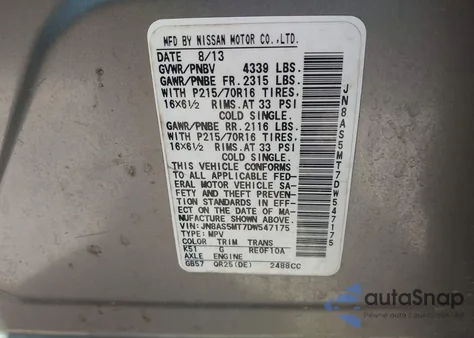 MFD BY NISSAN MOTOR CO.,LTD.
DATE 8/13
GVWR/PNBV 4339 LBS.
GAWR/PNBE FR. 2315 LBS.
WITH P215/70R16 TIRES,
16X6½ RIMS, AT 33 PSI
COLD SINGLE.
GAWR/PNBE RR. 2116 LBS.
WITH P215/70R16 TIRES,
16X6½ RIMS, AT 33 PSI
COLD SINGLE.
THIS VEHICLE CONFORMS
TO ALL APPLICABLE FED-
ERAL MOTOR VEHICLE SA-
FETY AND THEFT PREVE-
NTION STANDARDS IN EFF-
ECT ON THE DATE OF MA-
NUFACTURE SHOWN ABOVE.
VIN:JN8AS5MT7DW547175
TYPE: MPV
COLOR TRIM TRANS
K51 G RE0F10A
AXLE ENGINE
GB57 QR25(DE) 2488CC
JN8AS5MT7DW547175
autaSnap